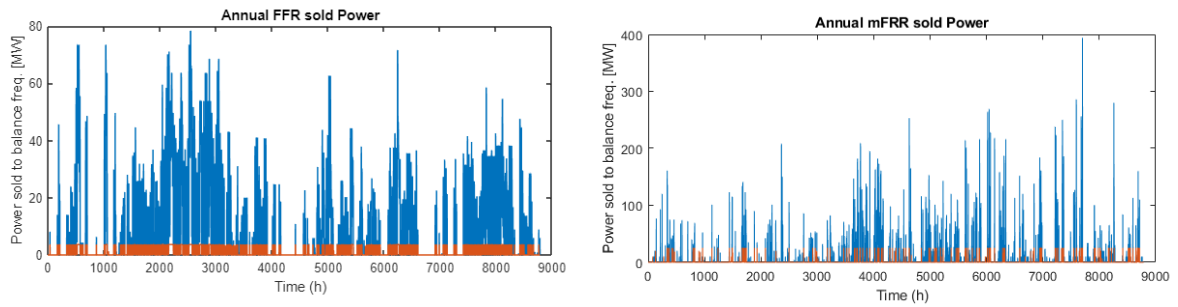 Annual FFR sold Power
Power sold to balance freq. [MW]
80
60
40
20
0
0 1000 2000 3000 4000 5000 6000 7000 8000 9000
Time (h)
Annual mFRR sold Power
Power sold to balance freq. [MW]
400
300
200
100
0
0 1000 2000 3000 4000 5000 6000 7000 8000 9000
Time (h)